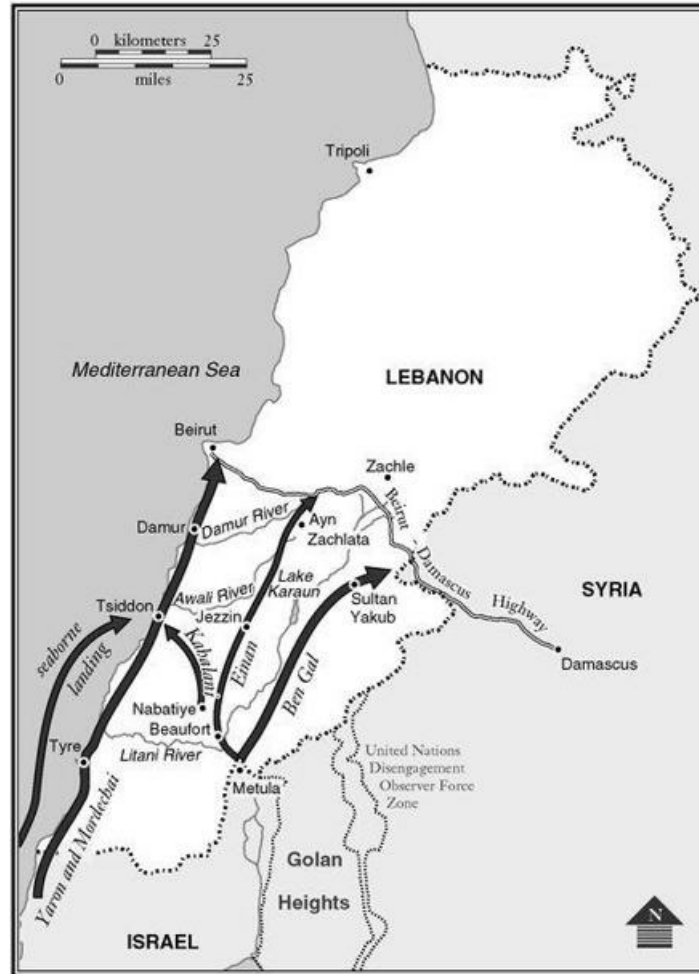 0 kilometers 25
0 miles 25
Tripoli
Mediterranean Sea
LEBANON
Beirut
Zachle
Beirut - Damascus Highway
Damur
Damur River
Ayn
Zachlata
Awali River
Lake
Karaun
SYRIA
Tsiddon
Jezzin
Sultan
Yakub
seaborne
landing
Kahalani
Einan
Ben Gal
Damascus
Nabatiye
Beaufort
Tyre
Litani River
Metula
United Nations
Disengagement
Observer Force
Zone
Yaron and Mordechai
Golan
Heights
ISRAEL
N